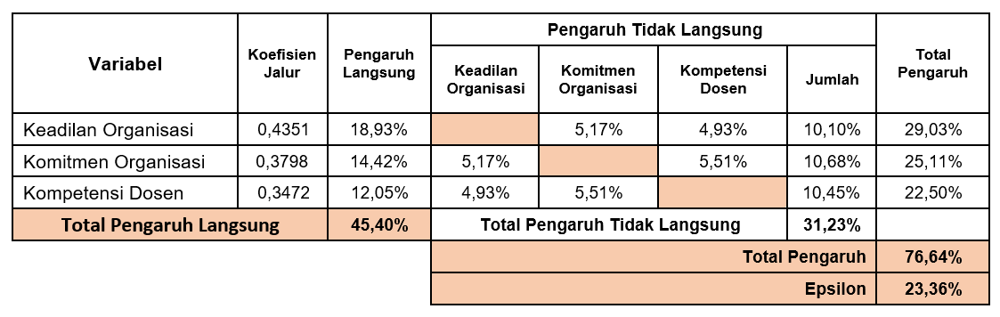 Variabel Koefisien Jalur Pengaruh Langsung Pengaruh Tidak Langsung Total Pengaruh
Keadilan Organisasi Komitmen Organisasi Kompetensi Dosen Jumlah
Keadilan Organisasi 0,4351 18,93% 5,17% 4,93% 10,10% 29,03%
Komitmen Organisasi 0,3798 14,42% 5,17% 5,51% 10,68% 25,11%
Kompetensi Dosen 0,3472 12,05% 4,93% 5,51% 10,45% 22,50%
Total Pengaruh Langsung 45,40% Total Pengaruh Tidak Langsung 31,23%
Total Pengaruh 76,64%
Epsilon 23,36%